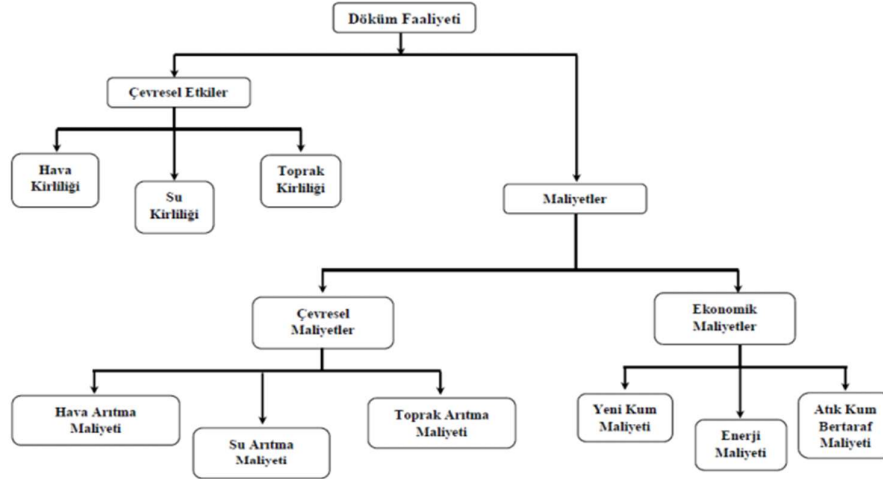 Döküm Faaliyeti
Çevresel Etkiler
Hava
Kirliliği
Su
Kirliliği
Toprak
Kirliliği
Maliyetler
Çevresel
Maliyetler
Ekonomik
Maliyetler
Hava Arıtma
Maliyeti
Su Arıtma
Maliyeti
Toprak Arıtma
Maliyeti
Yeni Kum
Maliyeti
Enerji
Maliyeti
Atık Kum
Bertaraf
Maliyeti